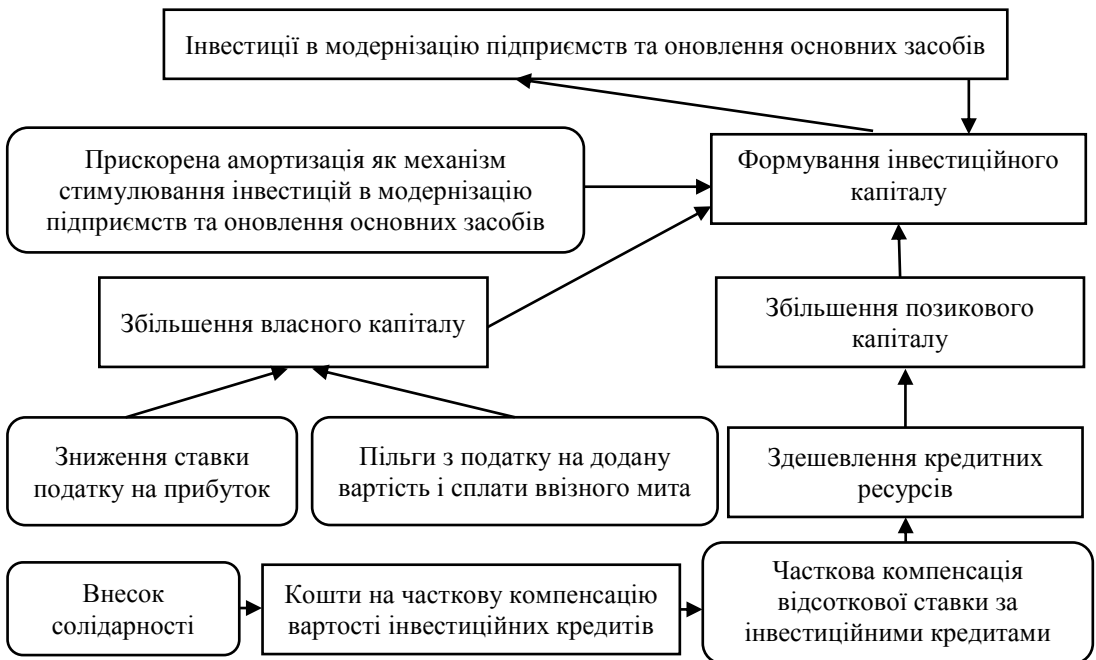 Інвестиції в модернізацію підприємств та оновлення основних засобів
Прискорена амортизація як механізм
стимулювання інвестицій в модернізацію
підприємств та оновлення основних засобів
Формування інвестиційного
капіталу
Збільшення власного капіталу
Збільшення позикового
капіталу
Зниження ставки
податку на прибуток
Пільги з податку на додану
вартість і сплати ввізного мита
Здешевлення кредитних
ресурсів
Внесок
солідарності
Кошти на часткову компенсацію
вартості інвестиційних кредитів
Часткова компенсація
відсоткової ставки за
інвестиційними кредитами